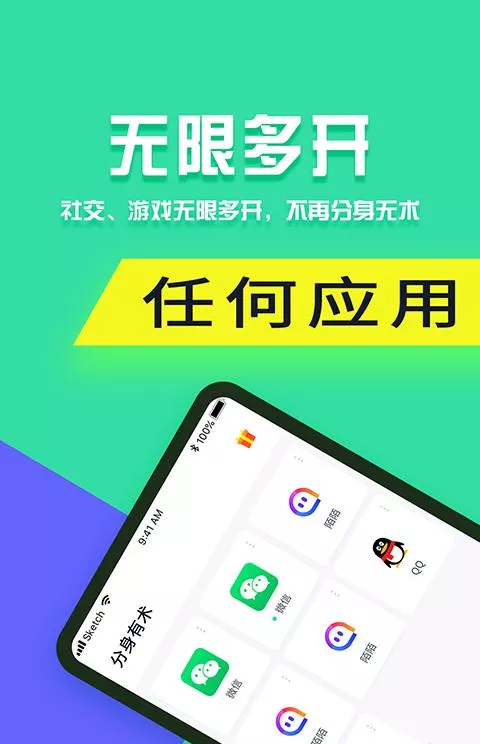 无限多开
社交、游戏无限多开，不再分身无术
任何应用
100%
9:41 AM
Sketch
分身有术
陌陌
QQ
微信
陌陌
微信
陌陌